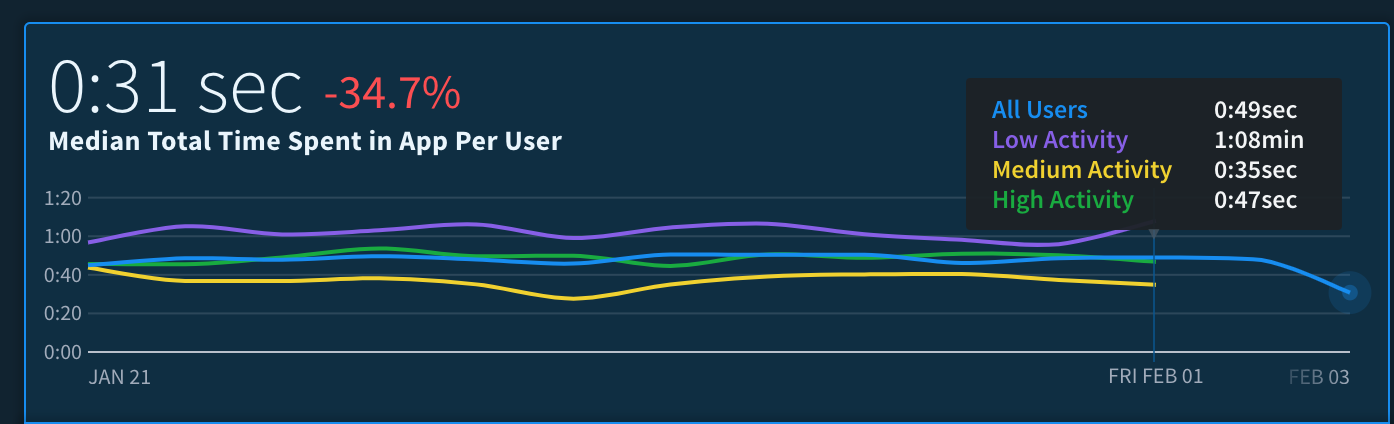 0:31 sec -34.7%
Median Total Time Spent in App Per User
All Users 0:49sec
Low Activity 1:08min
Medium Activity 0:35sec
High Activity 0:47sec
1:20
1:00
0:40
0:20
0:00
JAN 21 FRI FEB 01 FEB 03